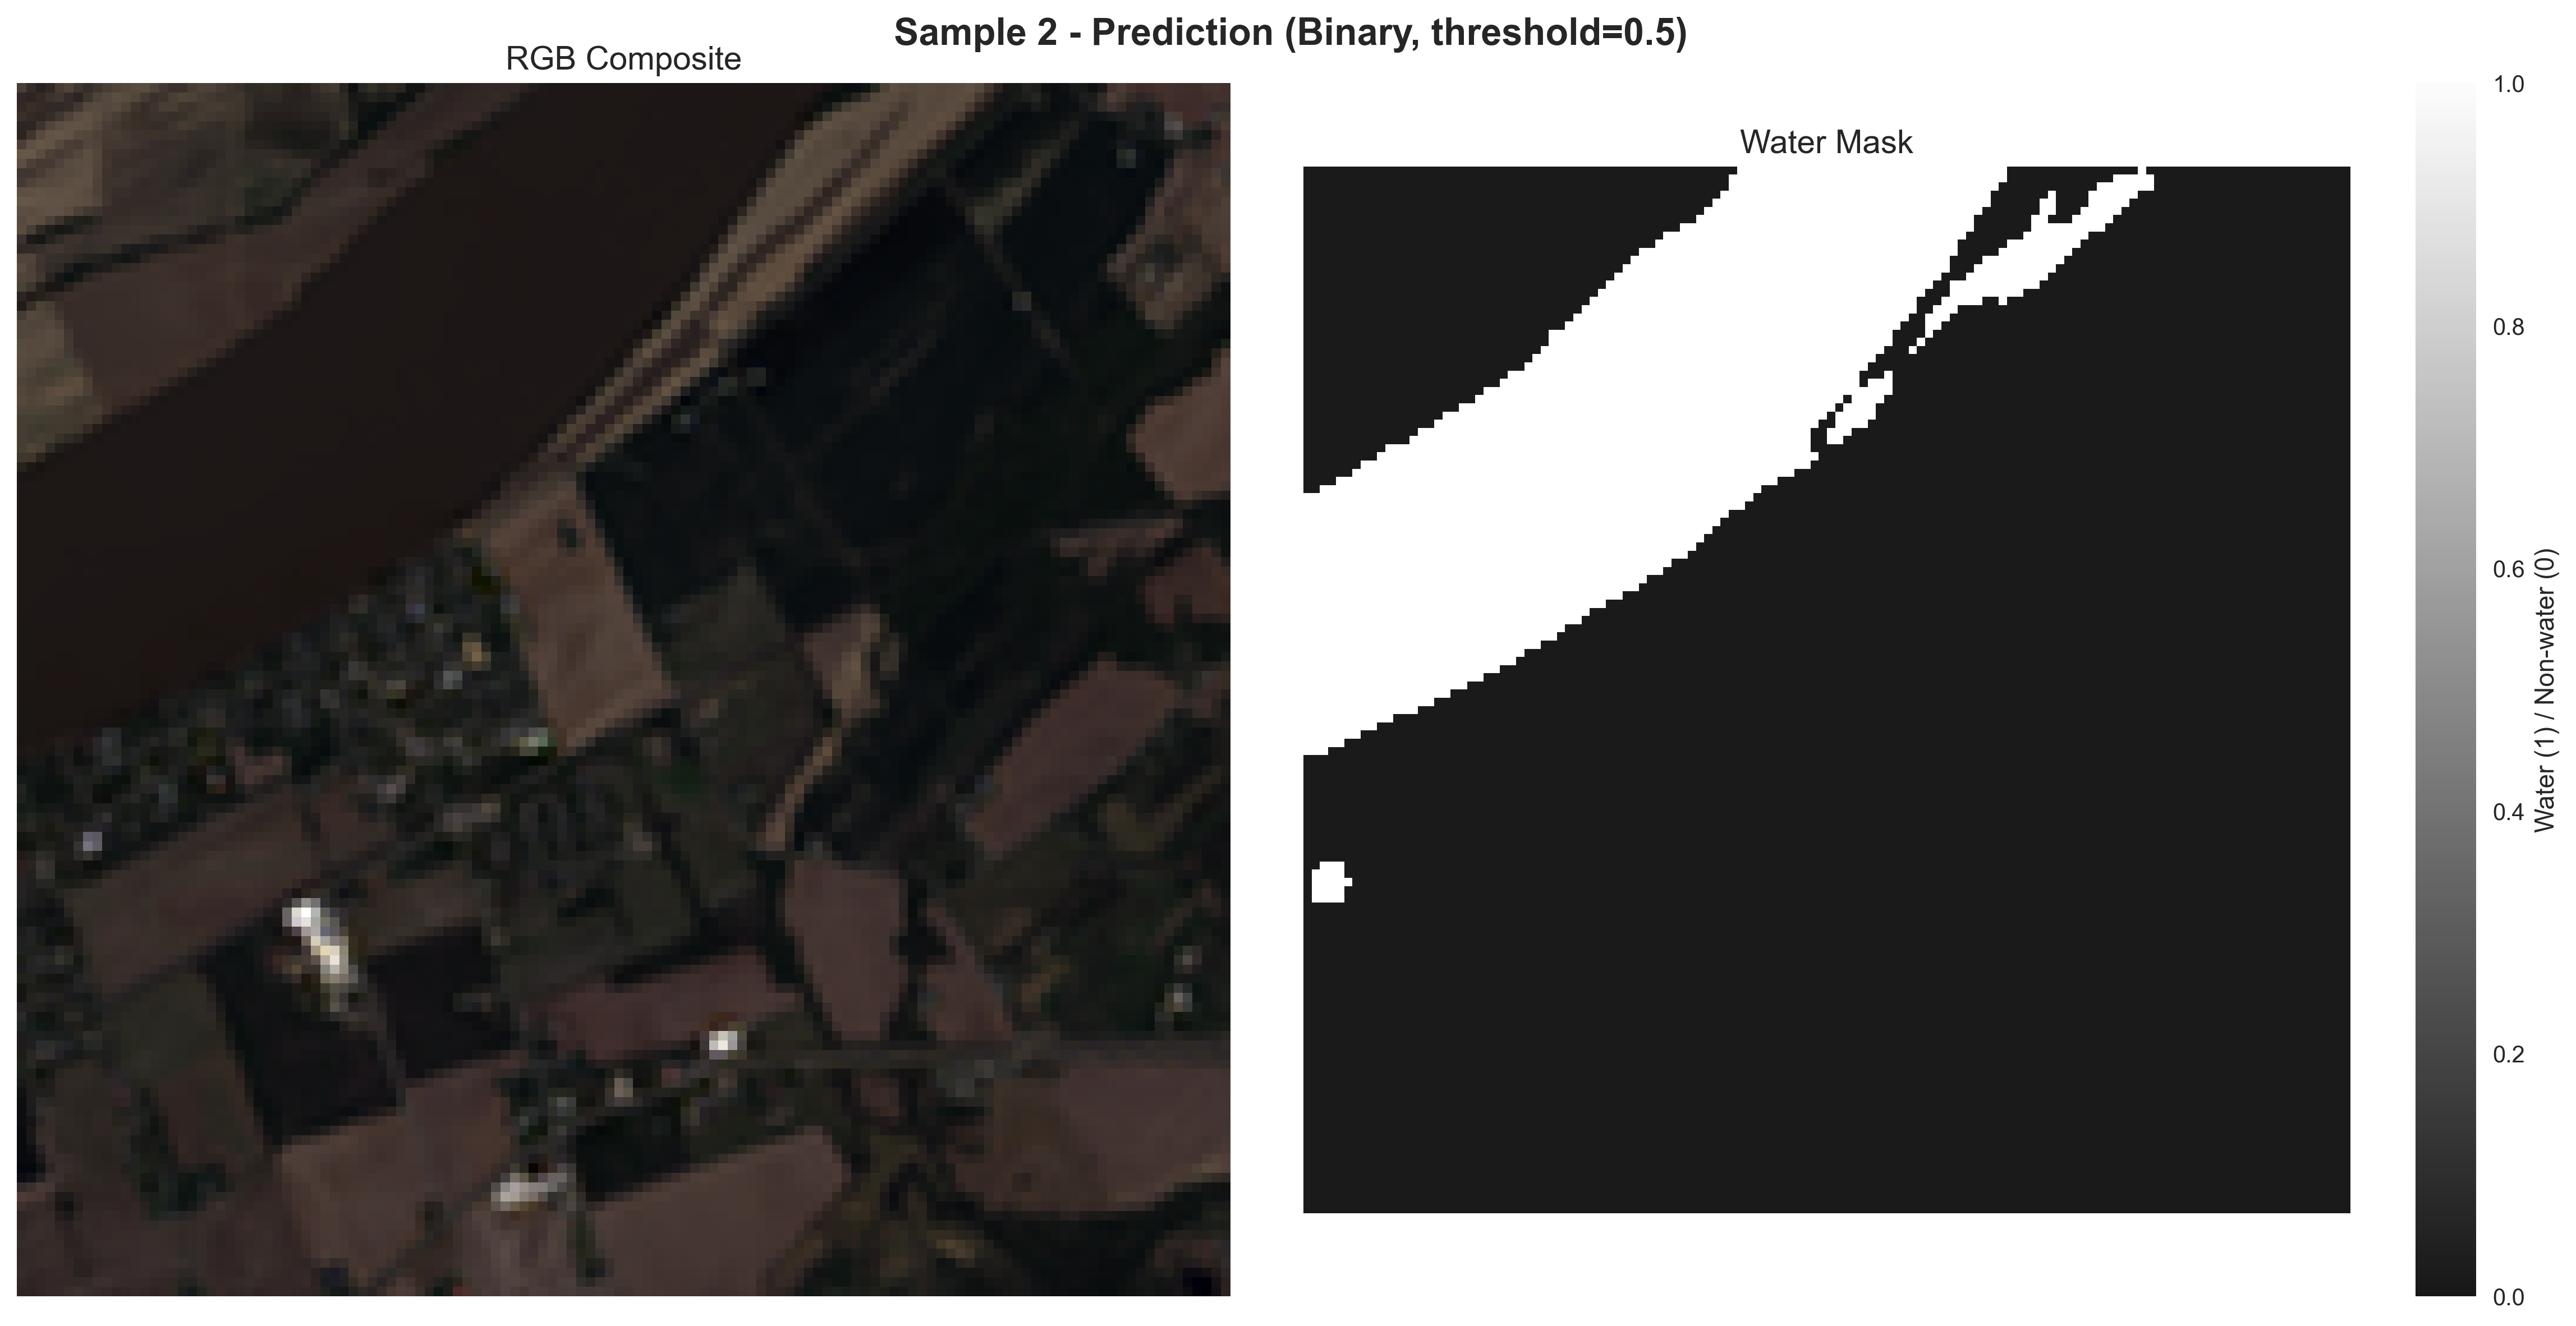 Sample 2 - Prediction (Binary, threshold=0.5)
RGB Composite
Water Mask
1.0
0.8
0.6
0.4
0.2
0.0
Water (1) / Non-water (0)